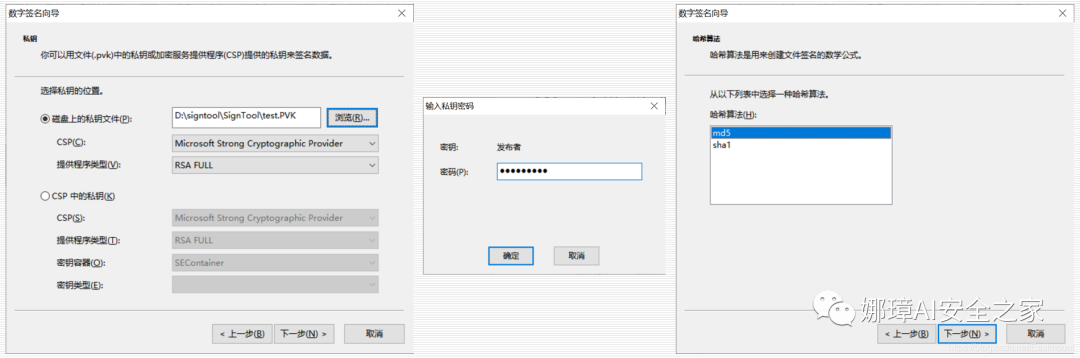 数字签名向导
私钥
你可以用文件(.pvk)中的私钥或加密服务提供程序(CSP)提供的私钥来签名数据。
选择私钥的位置。
磁盘上的私钥文件(P):
D:\signtool\SignTool\test.PVK
浏览(R)...
CSP(C):
Microsoft Strong Cryptographic Provider
提供程序类型(V):
RSA FULL
CSP 中的私钥(K)
CSP(S):
Microsoft Strong Cryptographic Provider
提供程序类型(T):
RSA FULL
密钥容器(O):
SEContainer
密钥类型(E):
< 上一步(B)
下一步(N) >
取消
输入私钥密码
密钥:
发布者
密码(P):
●●●●●●●●●
确定
取消
数字签名向导
哈希算法
哈希算法是用来创建文件签名的数学公式。
从以下列表中选择一种哈希算法。
哈希算法(H):
md5
sha1
娜璋AI安全之家
< 上一步(B)
下一步(N) >
取消